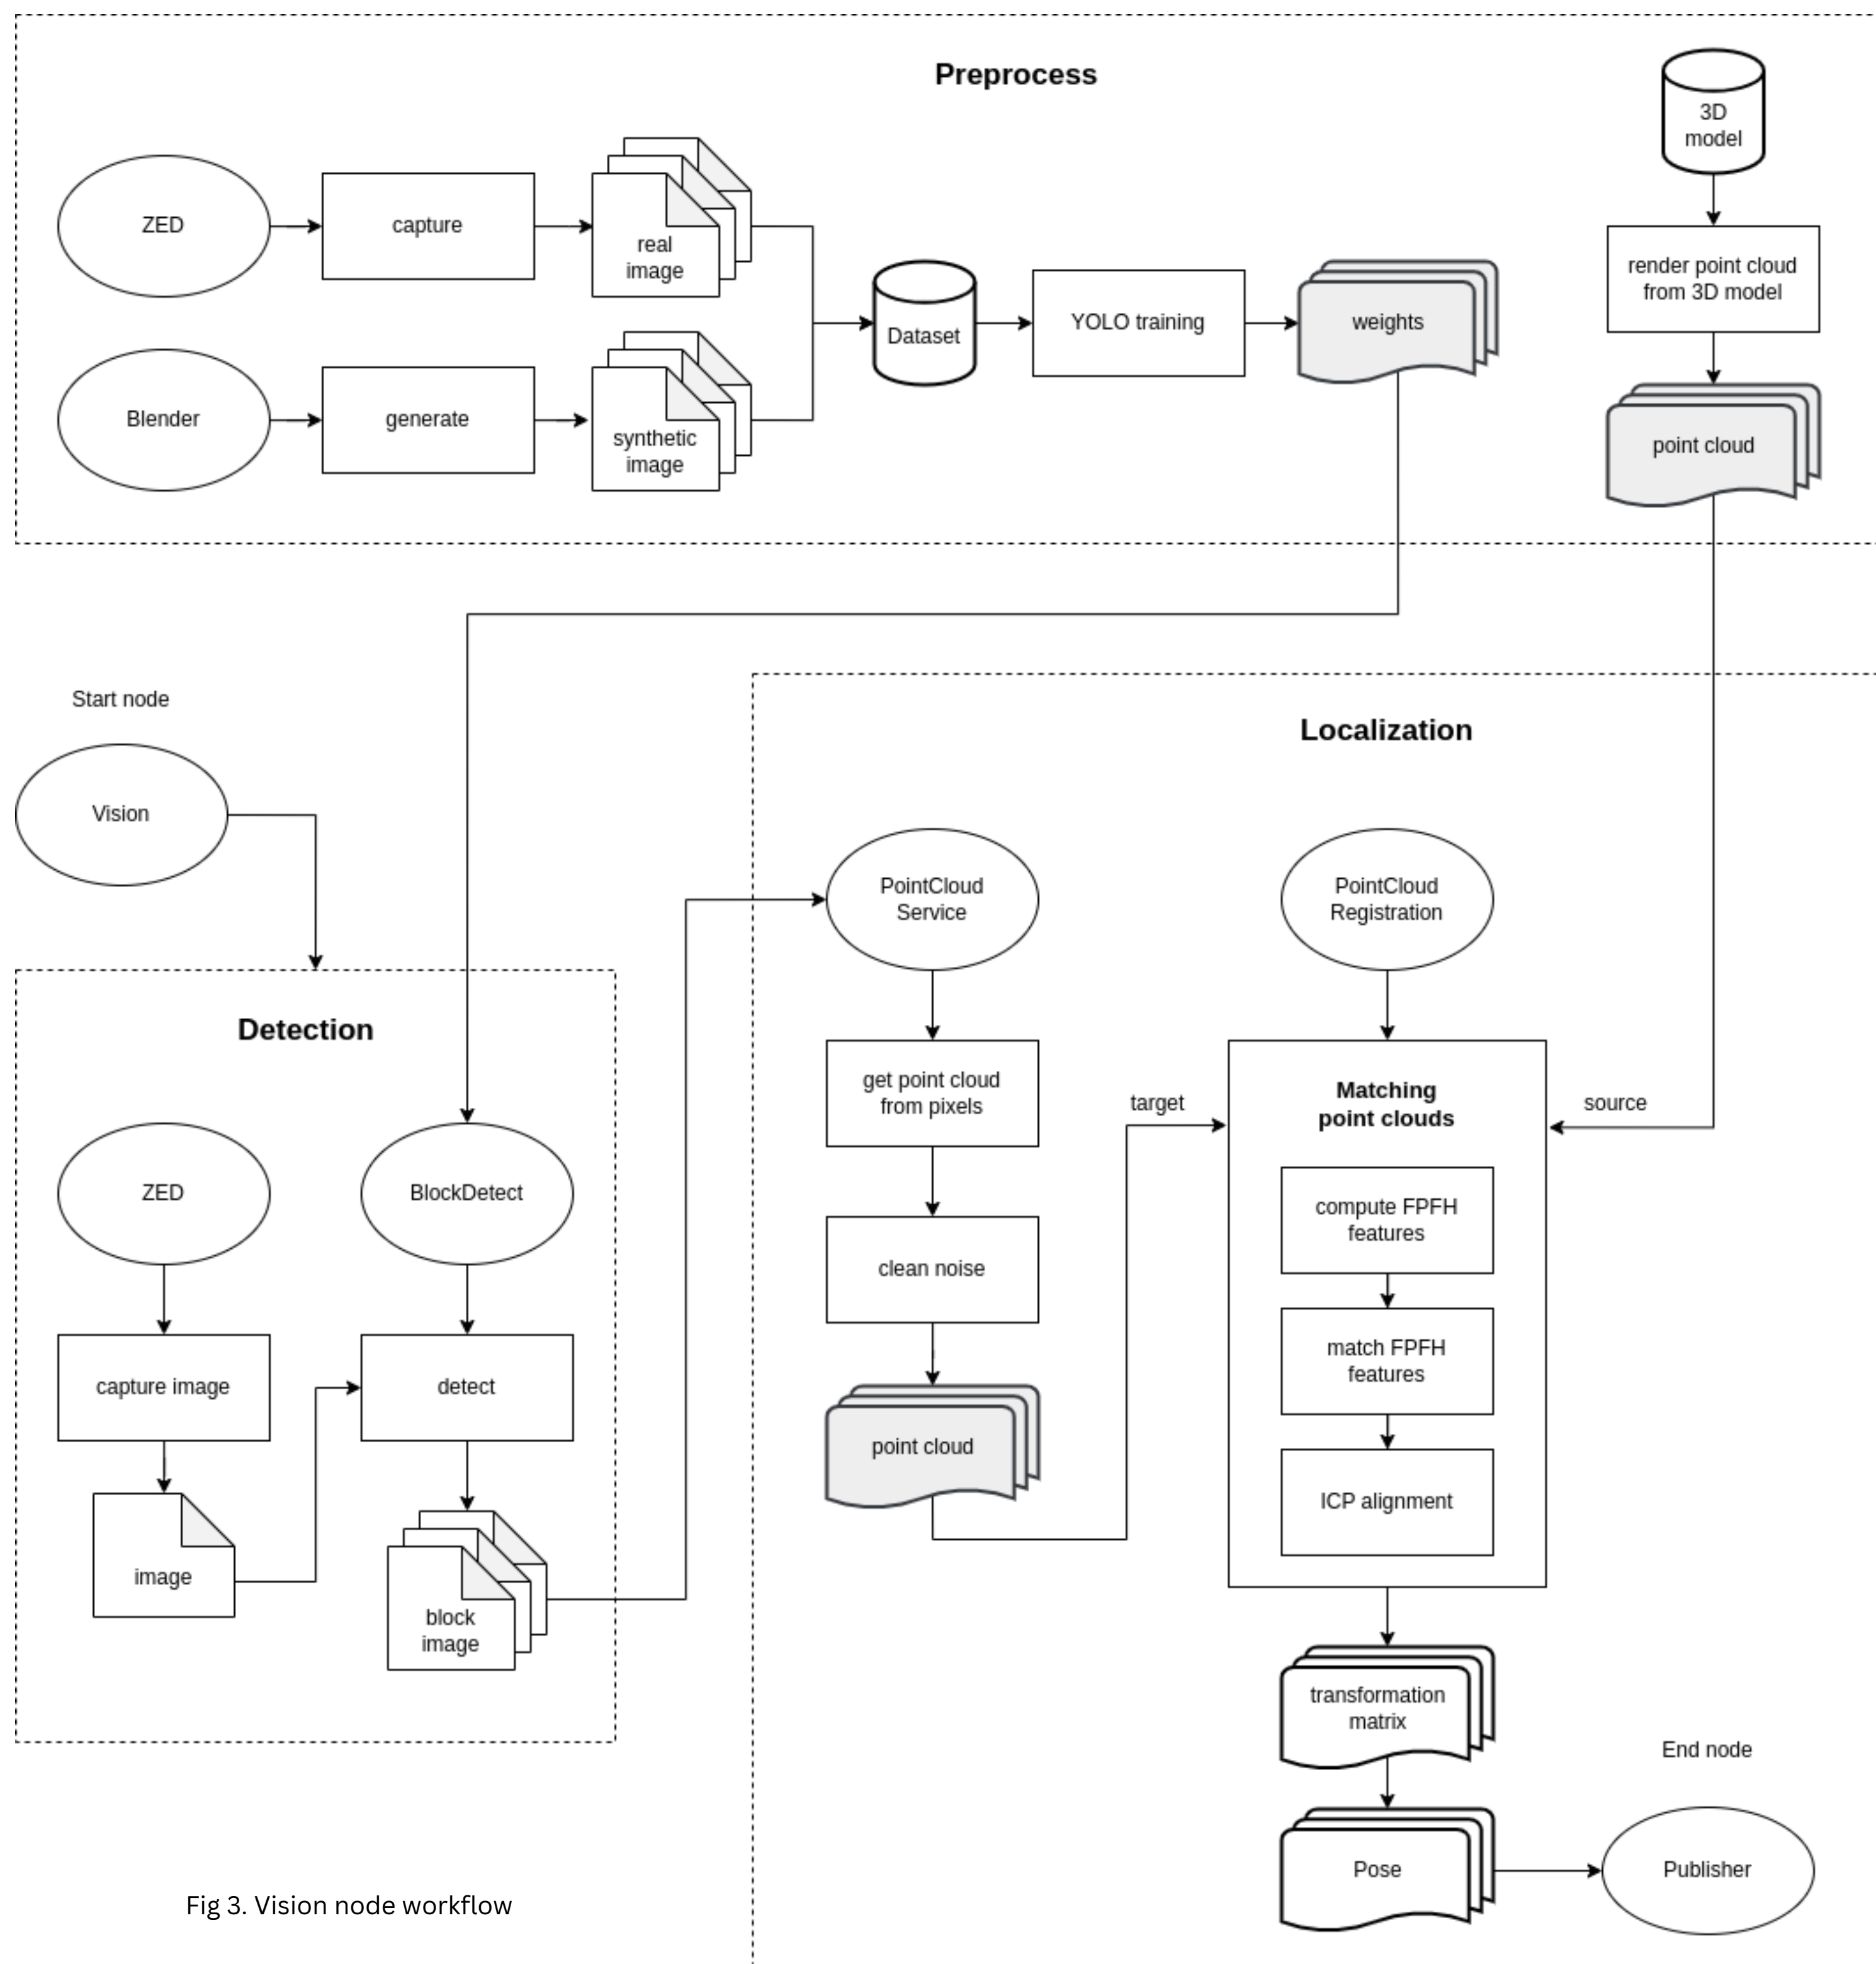 Preprocess
3D
model
ZED
capture
real
image
render point cloud
from 3D model
Dataset
YOLO training
weights
Blender
generate
synthetic
image
point cloud
Start node
Vision
Localization
PointCloud
Service
PointCloud
Registration
Detection
get point cloud
from pixels
target
Matching
point clouds
source
ZED
BlockDetect
compute FPFH
features
clean noise
match FPFH
features
capture image
detect
point cloud
ICP alignment
image
block
image
transformation
matrix
End node
Pose
Publisher
Fig 3. Vision node workflow